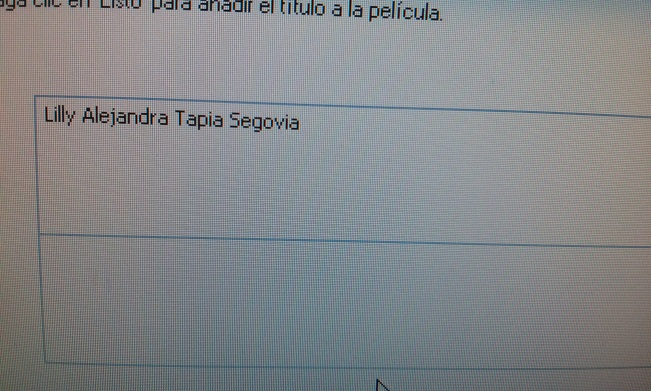 clic en 'Listo' para añadir el título a la película.
Lilly Alejandra Tapia Segovia